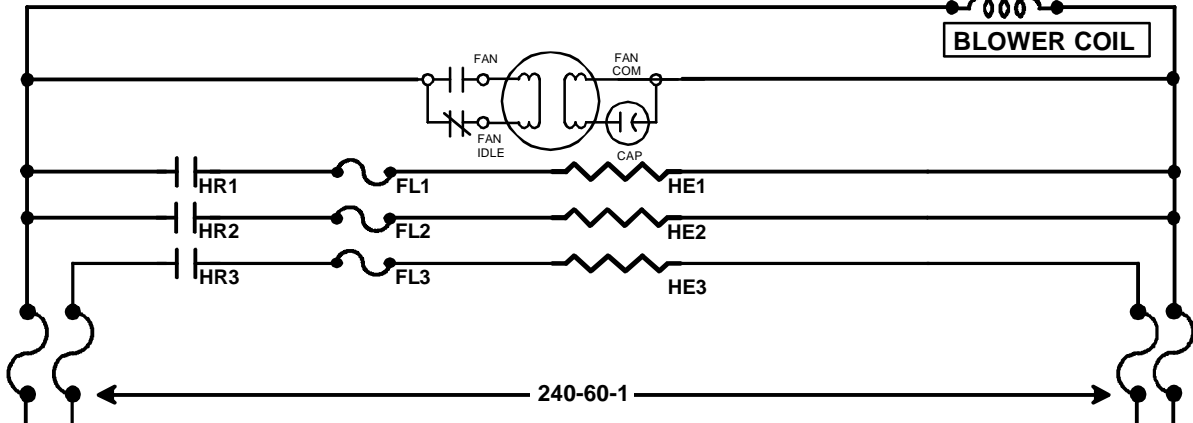 BLOWER COIL
FAN
FAN
COM
FAN
IDLE
CAP
HR1 FL1 HE1
HR2 FL2 HE2
HR3 FL3 HE3
240-60-1